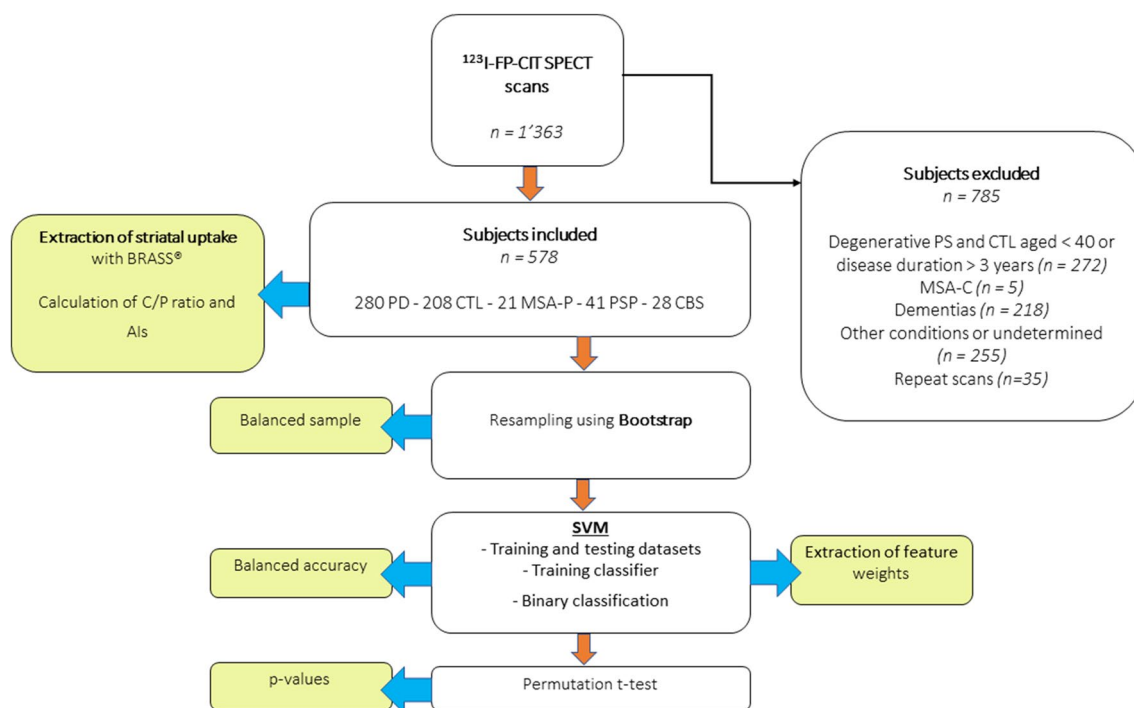 ¹²³I-FP-CIT SPECT
scans
n = 1’363
Subjects excluded
n = 785
Degenerative PS and CTL aged < 40 or
disease duration > 3 years (n = 272)
MSA-C (n = 5)
Dementias (n = 218)
Other conditions or undetermined
(n = 255)
Repeat scans (n=35)
Extraction of striatal uptake
with BRASS®
Calculation of C/P ratio and
AIs
Subjects included
n = 578
280 PD - 208 CTL - 21 MSA-P - 41 PSP - 28 CBS
Balanced sample
Resampling using Bootstrap
Balanced accuracy
SVM
- Training and testing datasets
- Training classifier
- Binary classification
Extraction of feature
weights
p-values
Permutation t-test